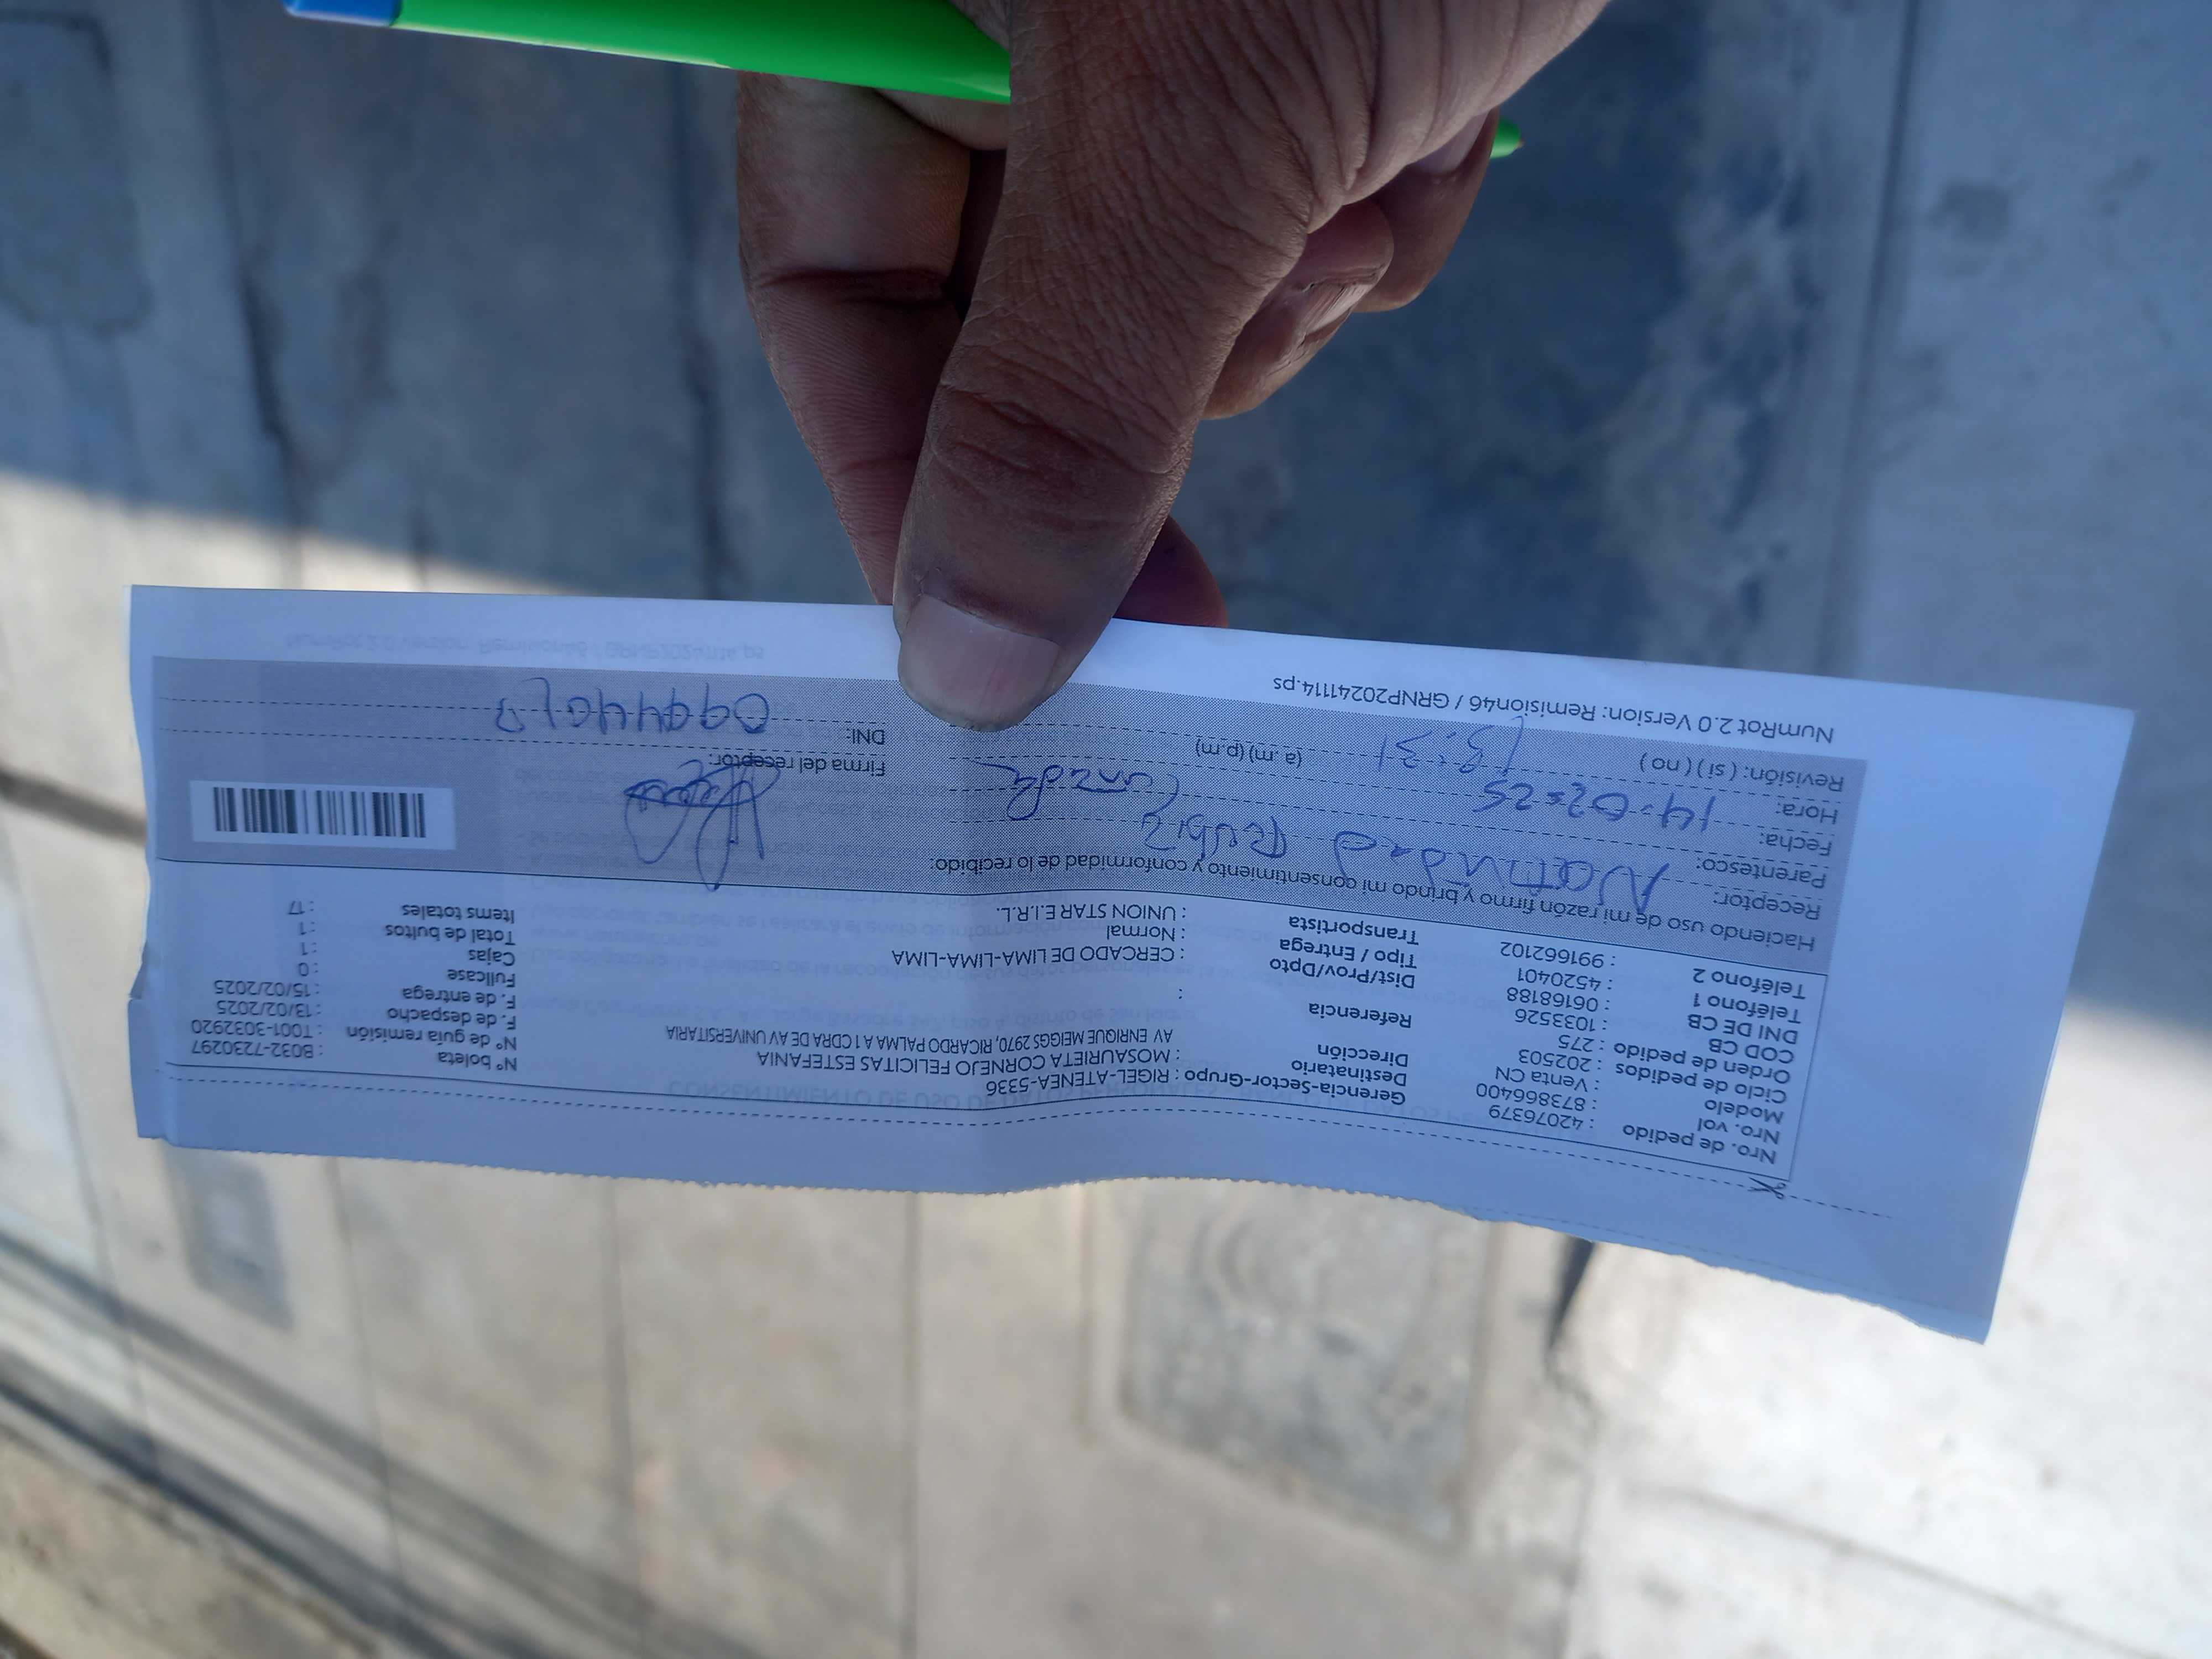 Nro. de pedido : 42076379
Nro. vol : 873866400
Modelo : Venta CN
Ciclo de pedidos : 202503
Orden de pedido : 275
COD CB : 1033526
DNI DE CB : 06168188
Teléfono 1 : 4520401
Teléfono 2 : 991662102
Gerencia-Sector-Grupo : RIGEL-ATENEA-5336
Destinatario : MOSAURIETA CORNEJO FELICITAS ESTEFANIA
Dirección AV ENRIQUE MEIGGS 2970, RICARDO PALMA A 1 CDRA DE AV UNIVERSITARIA
Referencia :
Dist/Prov/Dpto : CERCADO DE LIMA-LIMA-LIMA
Tipo / Entrega : Normal
Transportista : UNION STAR E.I.R.L.
N° boleta : B032-7230297
N° guía remisión : T001-3032920
F. de despacho : 13/02/2025
F. de entrega : 15/02/2025
Fullcase : 0
Cajas : 1
Total de bultos : 1
Items totales : 17
Haciendo uso de mi razón firmo y brindo mi consentimiento y conformidad de lo recibido:
Receptor: Natividad
Parentesco:
Fecha: 14-02-25
Hora: (a.m) (p.m)
Revisión: ( si ) ( no )
Firma del receptor:
DNI:
NumRot 2.0 Version: Remision46 / GRNP20241114.ps